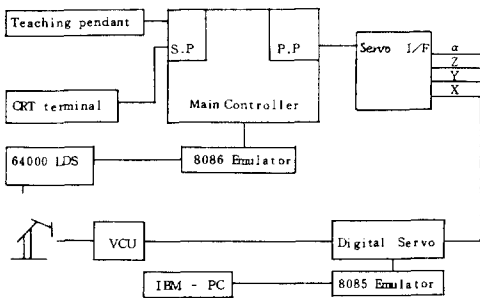 Teaching pendant
S.P
P.P
Servo I/F
α
Z
Y
X
CRT terminal
Main Controller
64000 LDS
8086 Emulator
VCU
Digital Servo
IBM - PC
8085 Emulator